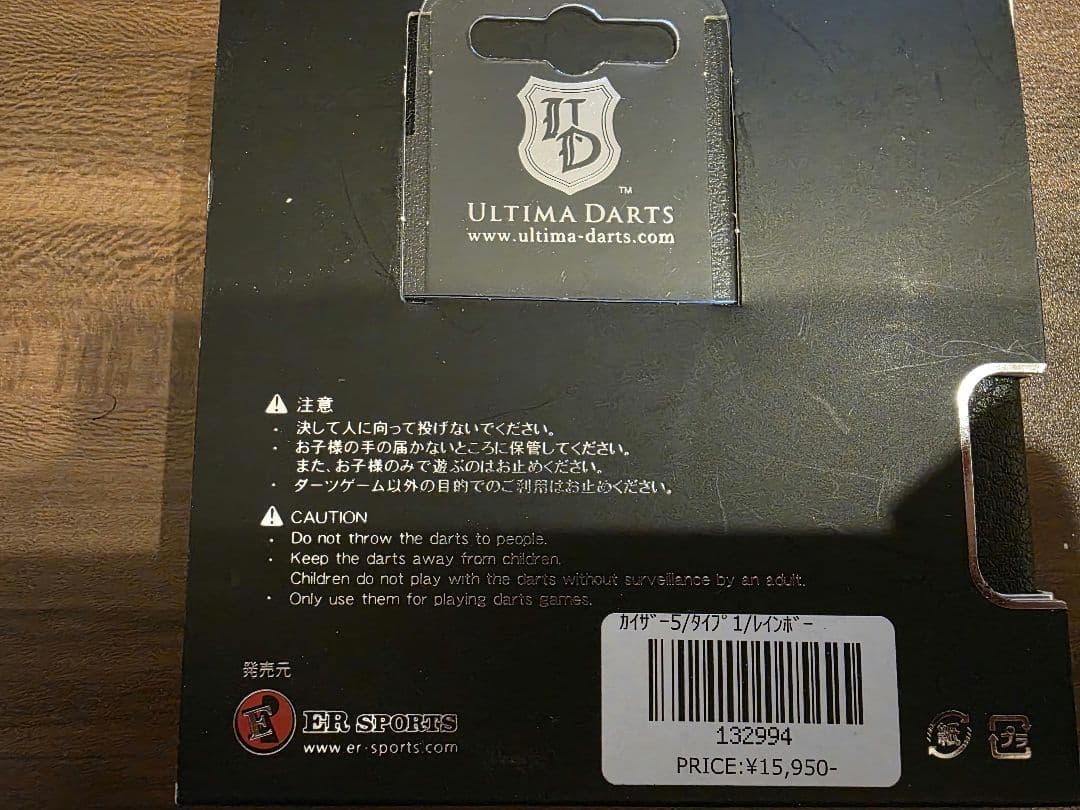 UD
TM
ULTIMA DARTS
www.ultima-darts.com
注意
・ 決して人に向って投げないでください。
・ お子様の手の届かないところに保管してください。
また、お子様のみで遊ぶのはお止めください。
・ ダーツゲーム以外の目的でのご利用はお止めください。
CAUTION
・ Do not throw the darts to people.
・ Keep the darts away from children.
Children do not play with the darts without surveillance by an adult.
・ Only use them for playing darts games.
発売元
E ER SPORTS
www.er-sports.com
ｶｲｻﾞｰ5/ﾀｲﾌﾟ1/ﾚｲﾝﾎﾞｰ
132994
PRICE:¥15,950-
紙
プラ